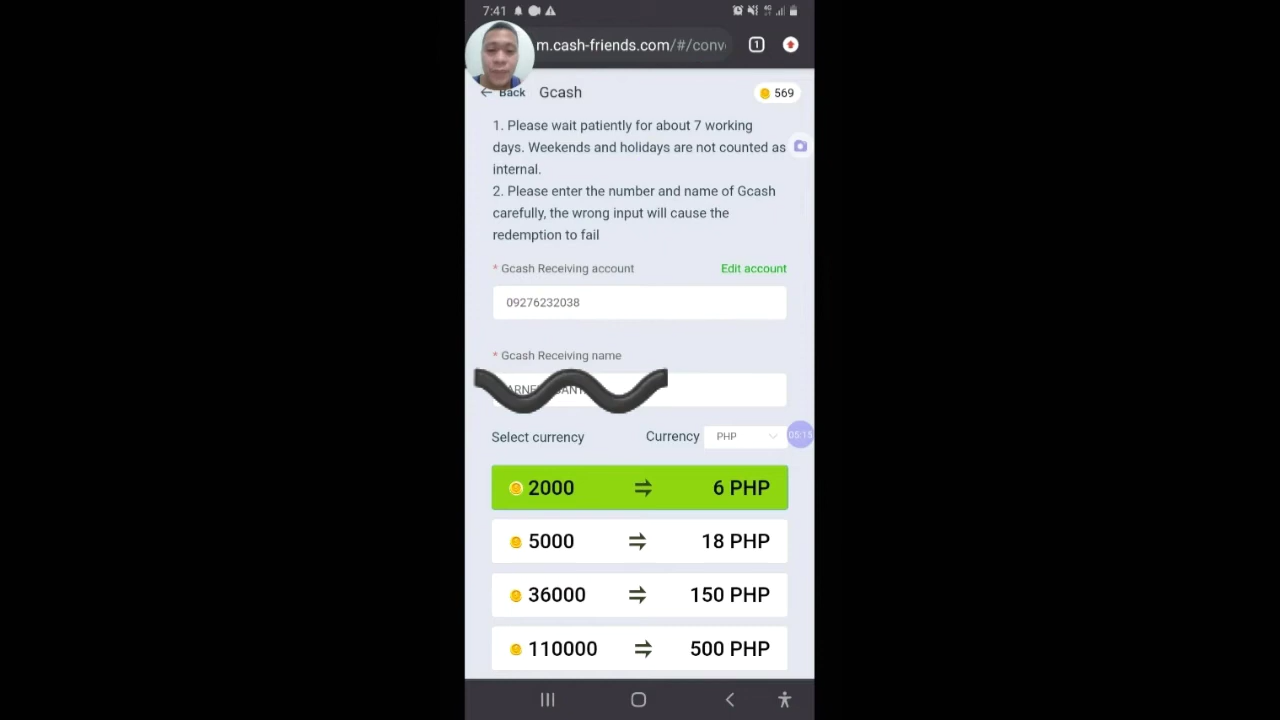 7:41
m.cash-friends.com/#/conv
1
Back Gcash 569
1. Please wait patiently for about 7 working
days. Weekends and holidays are not counted as
internal.
2. Please enter the number and name of Gcash
carefully, the wrong input will cause the
redemption to fail
* Gcash Receiving account Edit account
09276232038
* Gcash Receiving name
Select currency Currency PHP 05:15
2000 6 PHP
5000 18 PHP
36000 150 PHP
110000 500 PHP